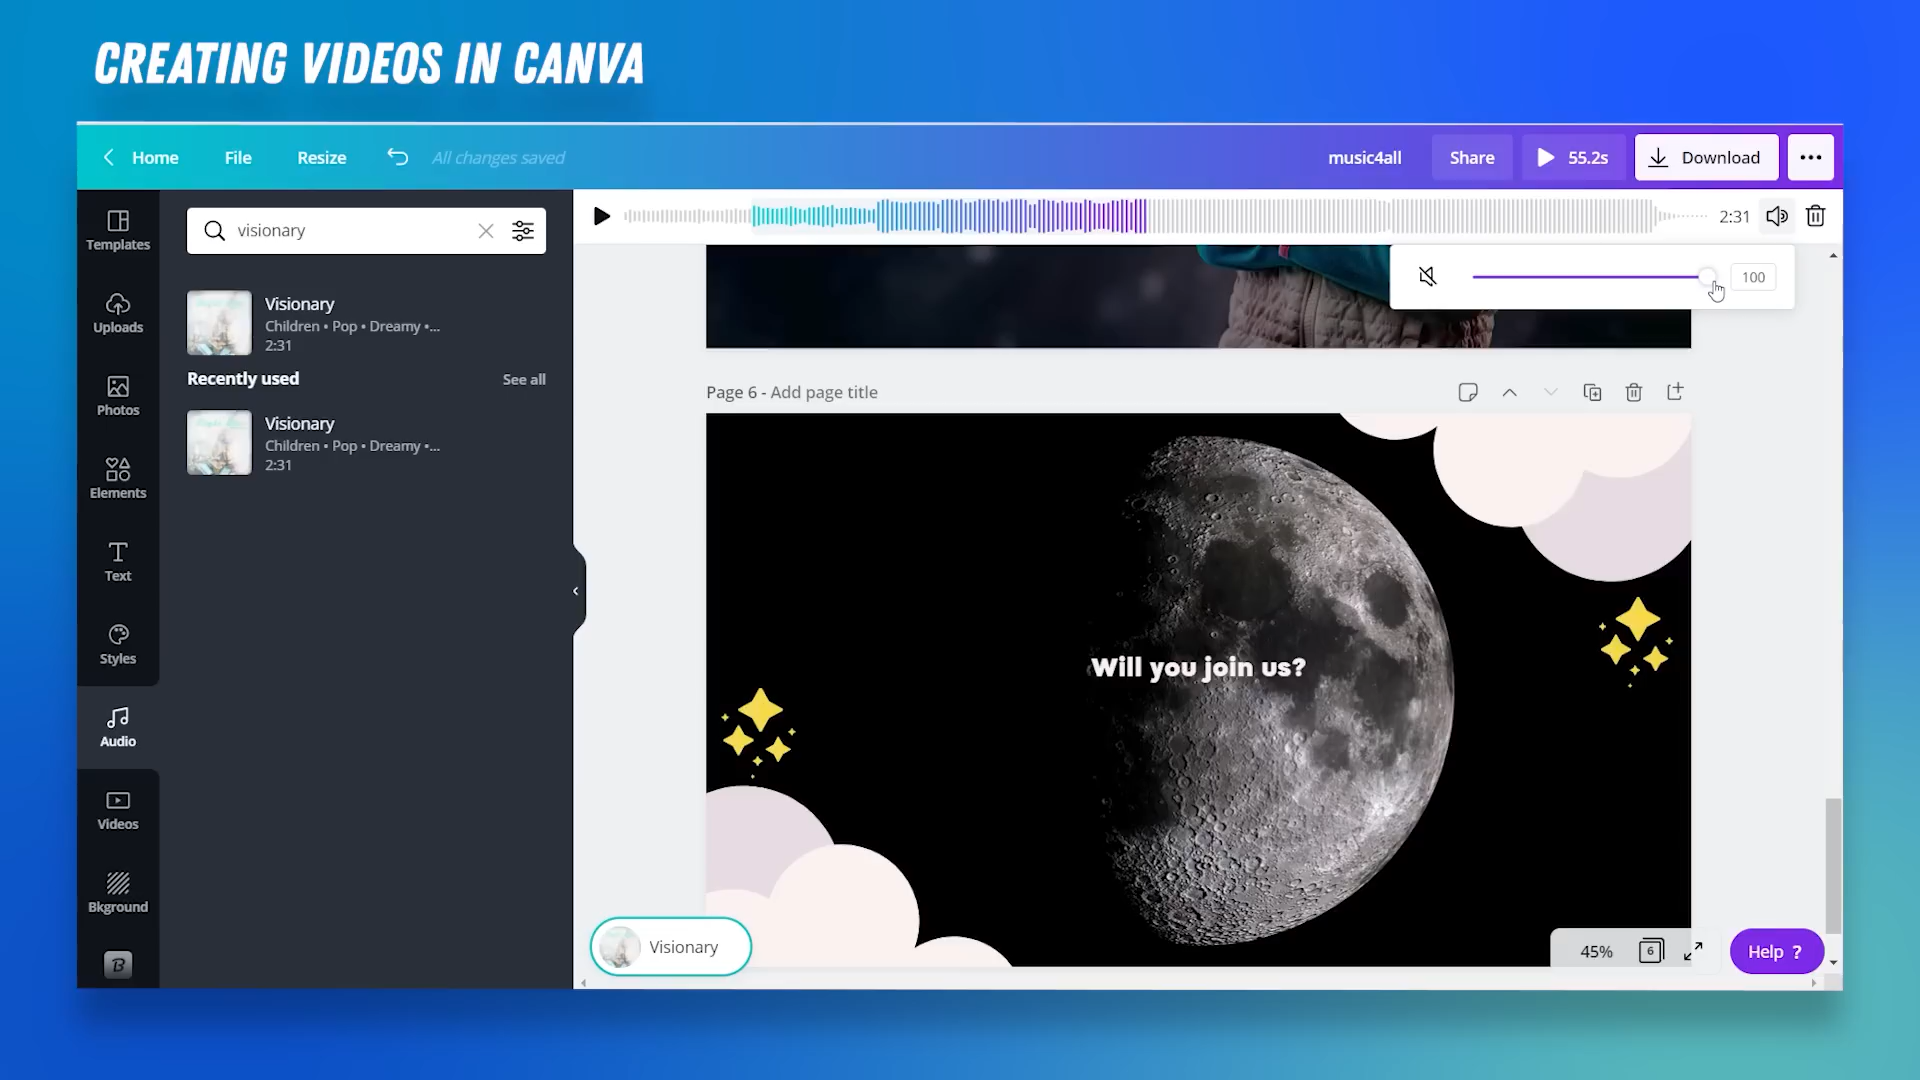 CREATING VIDEOS IN CANVA
Home File Resize All changes saved music4all Share 55.2s Download
Templates
Uploads
Photos
Elements
Text
Styles
Audio
Videos
Bkground
B
visionary
Visionary
Children • Pop • Dreamy •...
2:31
Recently used See all
Visionary
Children • Pop • Dreamy •...
2:31
2:31
100
Page 6 - Add page title
Will you join us?
Visionary
45% 6 Help ?